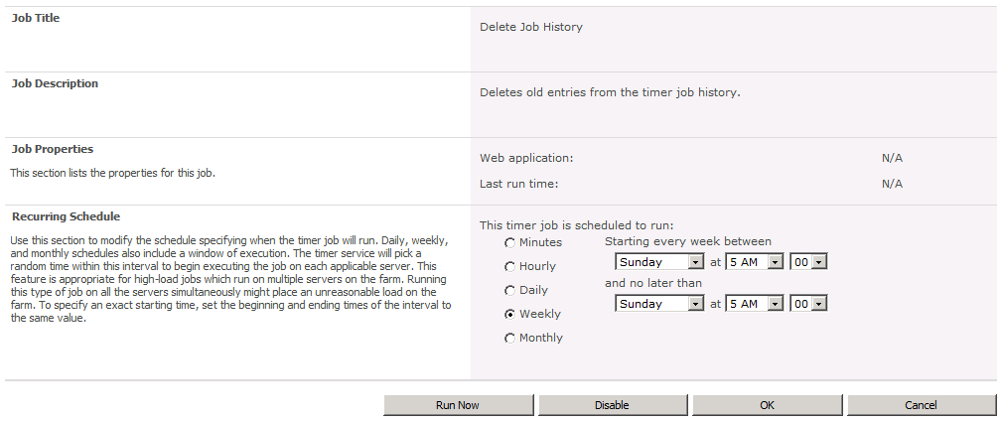 Job Title
Delete Job History
Job Description
Deletes old entries from the timer job history.
Job Properties
This section lists the properties for this job.
Web application: N/A
Last run time: N/A
Recurring Schedule
Use this section to modify the schedule specifying when the timer job will run. Daily, weekly,
and monthly schedules also include a window of execution. The timer service will pick a
random time within this interval to begin executing the job on each applicable server. This
feature is appropriate for high-load jobs which run on multiple servers on the farm. Running
this type of job on all the servers simultaneously might place an unreasonable load on the
farm. To specify an exact starting time, set the beginning and ending times of the interval to
the same value.
This timer job is scheduled to run:
Minutes
Hourly
Daily
Weekly
Monthly
Starting every week between
Sunday at 5 AM 00
and no later than
Sunday at 5 AM 00
Run Now Disable OK Cancel